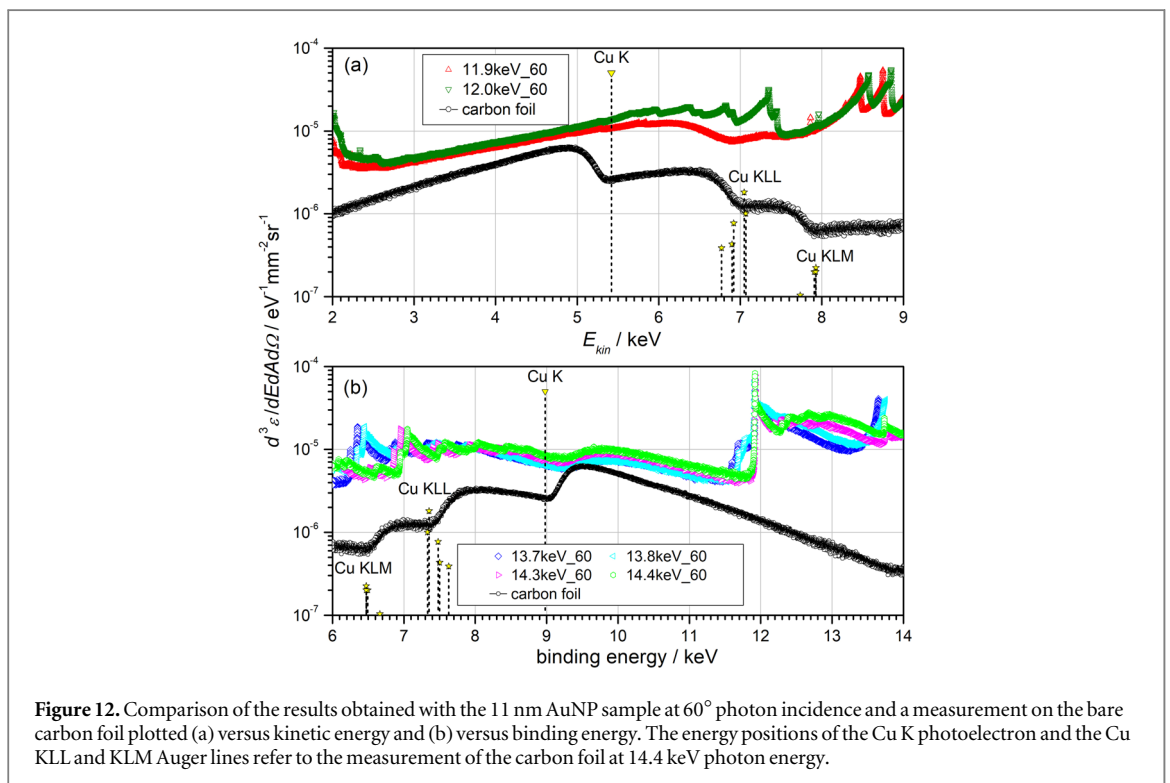 (a)
Cu K
11.9keV_60
12.0keV_60
carbon foil
Cu KLL
Cu KLM
10⁻⁴
10⁻⁵
10⁻⁶
10⁻⁷
2 3 4 5 6 7 8 9
E_kin / keV
d³ε/dEdAdΩ / eV⁻¹mm⁻²sr⁻¹
(b)
Cu K
Cu KLL
Cu KLM
13.7keV_60 13.8keV_60
14.3keV_60 14.4keV_60
carbon foil
10⁻⁴
10⁻⁵
10⁻⁶
10⁻⁷
6 7 8 9 10 11 12 13 14
binding energy / keV
Figure 12. Comparison of the results obtained with the 11 nm AuNP sample at 60° photon incidence and a measurement on the bare
carbon foil plotted (a) versus kinetic energy and (b) versus binding energy. The energy positions of the Cu K photoelectron and the Cu
KLL and KLM Auger lines refer to the measurement of the carbon foil at 14.4 keV photon energy.